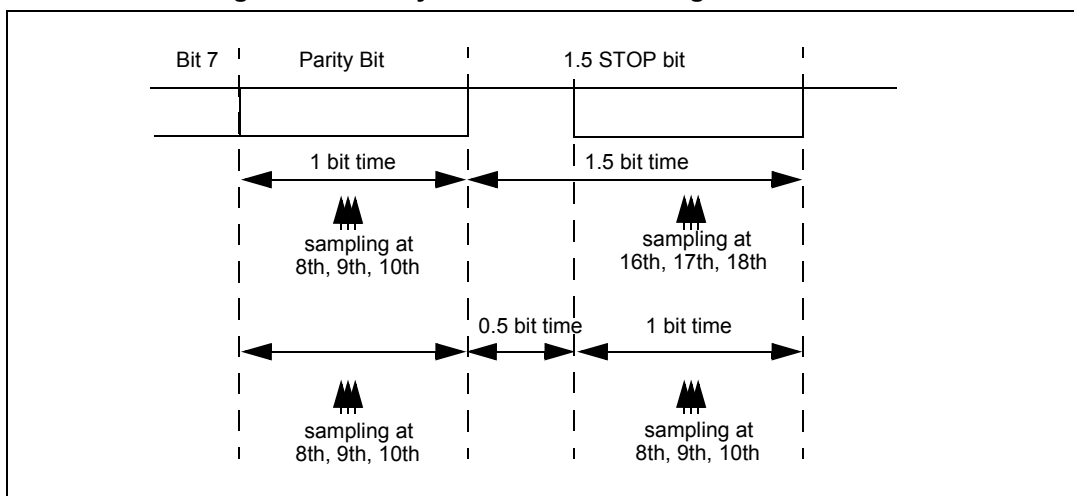 Bit 7 Parity Bit 1.5 STOP bit
1 bit time 1.5 bit time
sampling at
8th, 9th, 10th
sampling at
16th, 17th, 18th
0.5 bit time 1 bit time
sampling at
8th, 9th, 10th
sampling at
8th, 9th, 10th